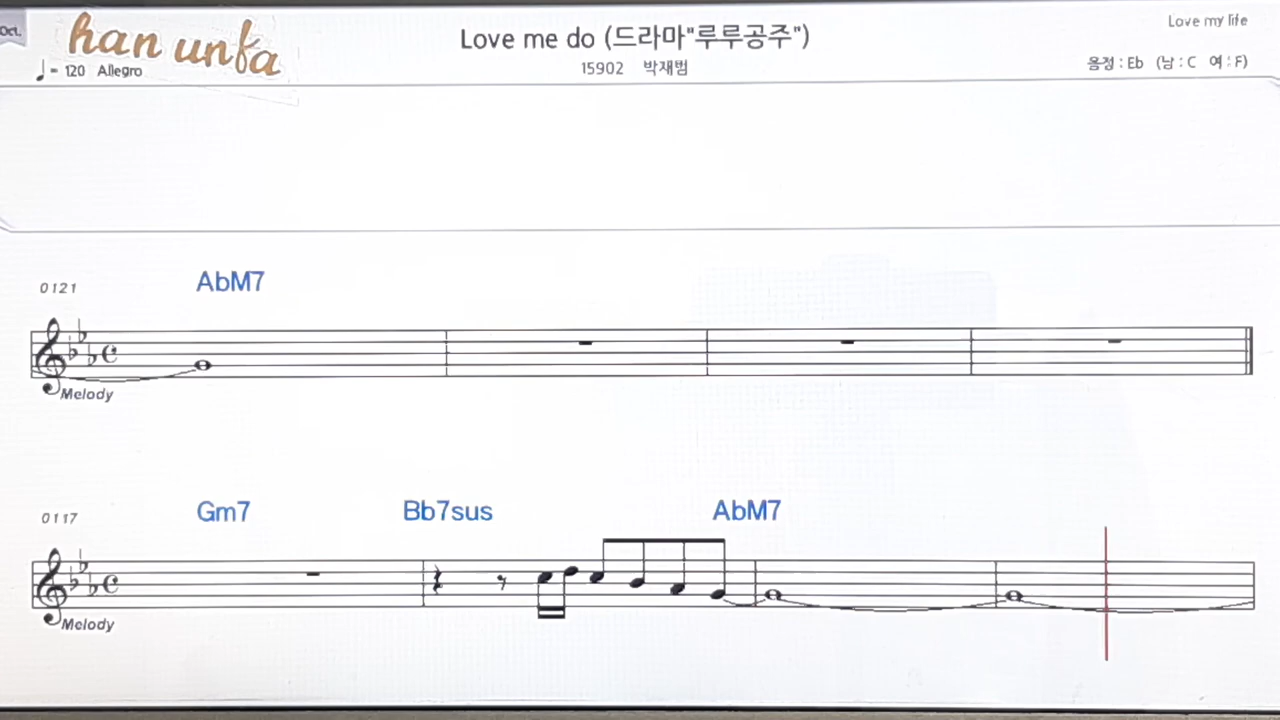 Oct.
han unfa
Love me do (드라마"루루공주")
Love my life
♩= 120 Allegro
15902 박재범
음정 : Eb (남 : C 여 : F)
0121
AbM7
Melody
0117
Gm7
Bb7sus
AbM7
Melody